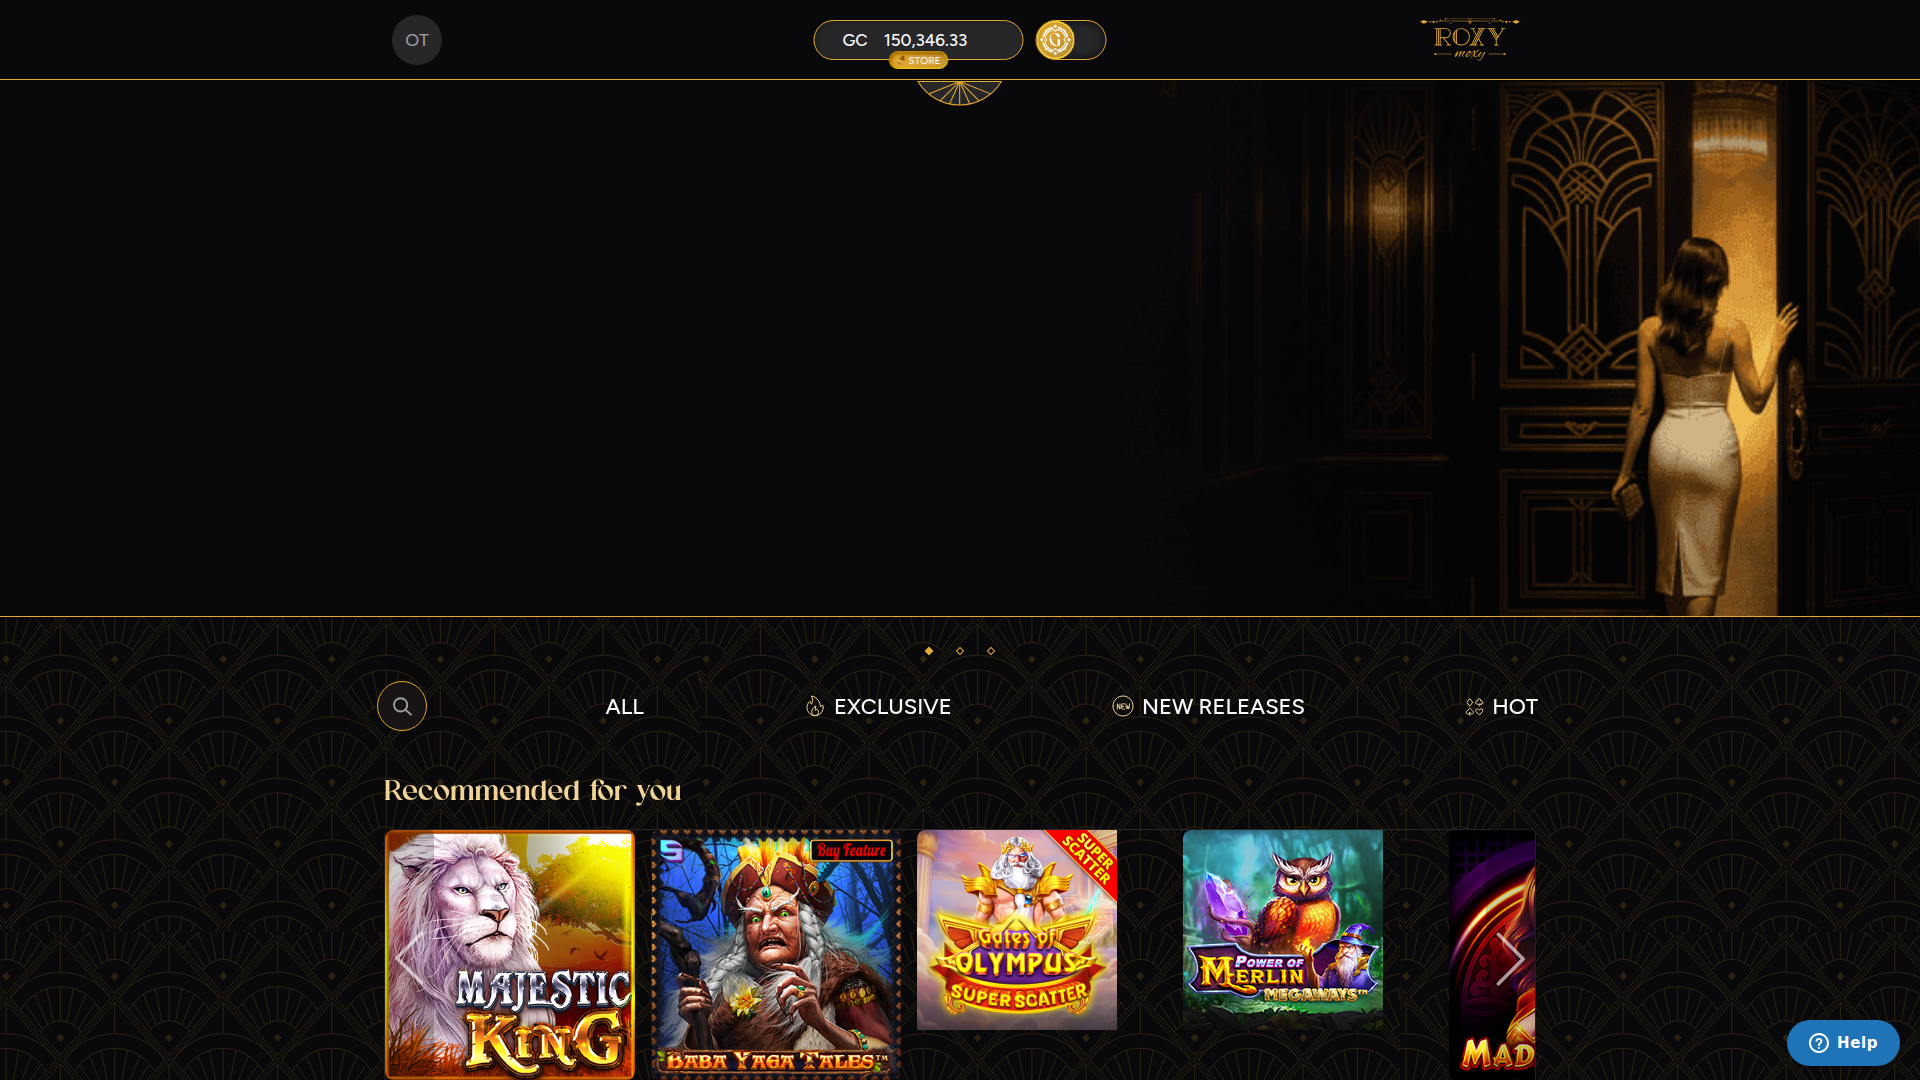 OT
GC 150,346.33
STORE
G
ROXY
moxy
ALL
EXCLUSIVE
NEW
NEW RELEASES
HOT
Recommended for you
MAJESTIC
KING
5
Buy Feature
BABA YAGA TALES™
SUPER
SCATTER
Gates of
OLYMPUS
SUPER SCATTER
POWER OF
MERLIN
MEGAWAYS™
MAD
Help